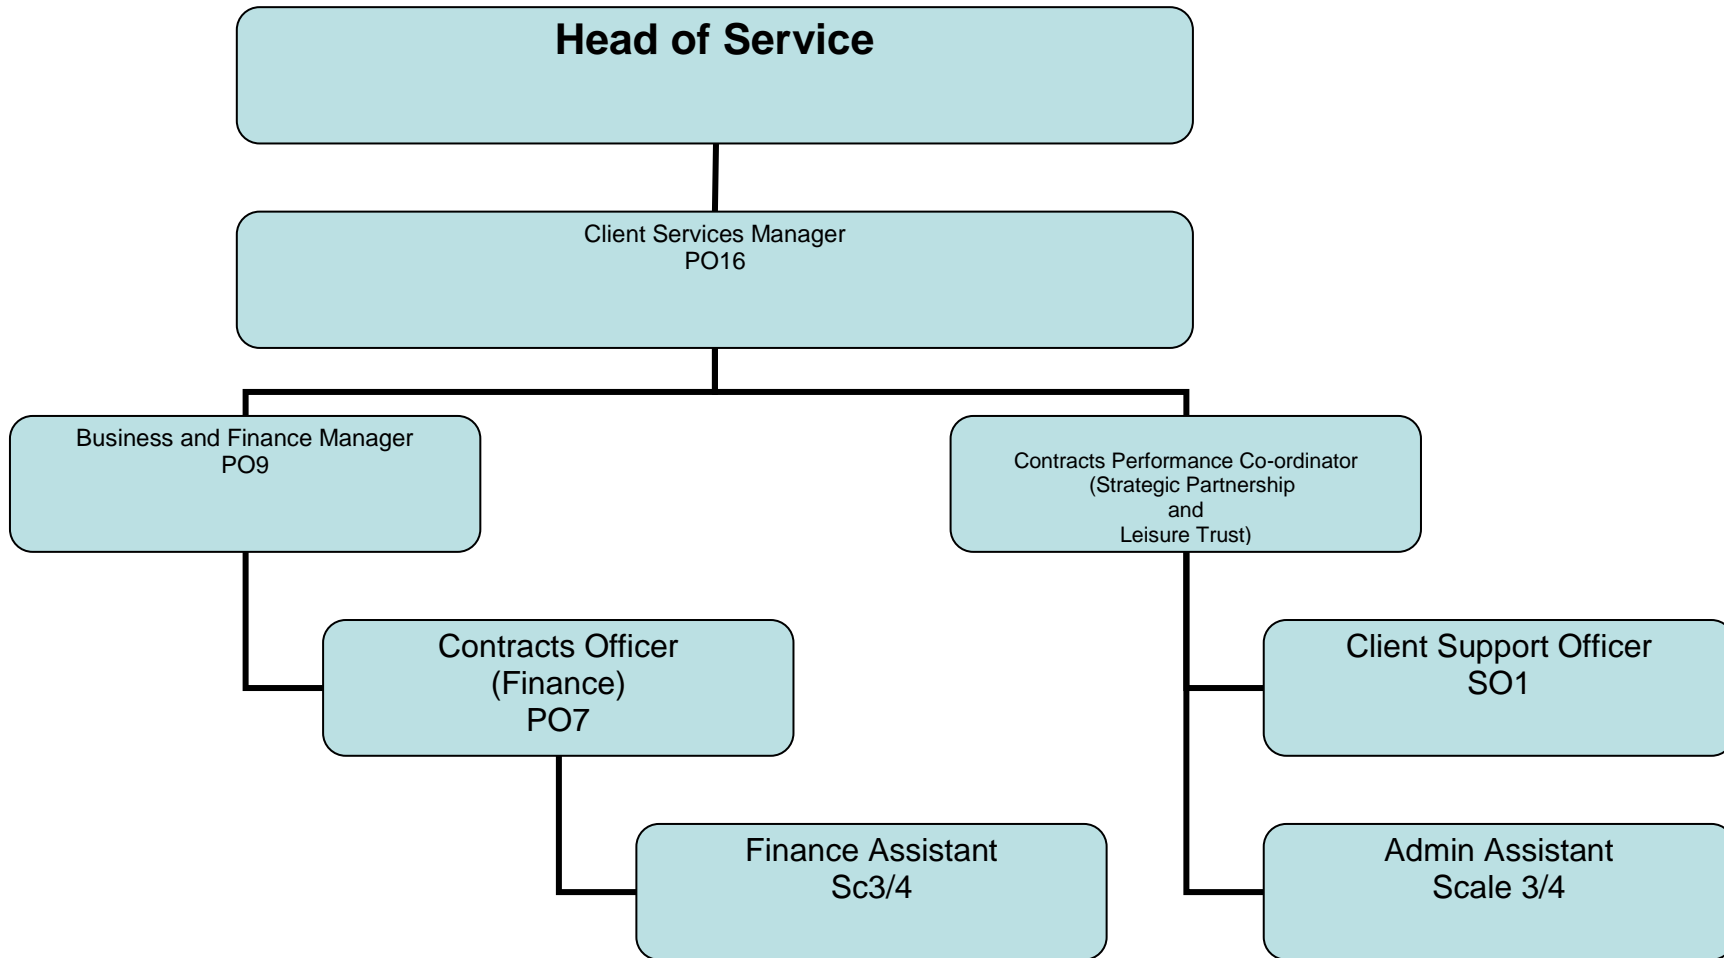 Head of Service
Client Services Manager
PO16
Business and Finance Manager
PO9
Contracts Performance Co-ordinator
(Strategic Partnership
and
Leisure Trust)
Contracts Officer
(Finance)
PO7
Client Support Officer
SO1
Finance Assistant
Sc3/4
Admin Assistant
Scale 3/4